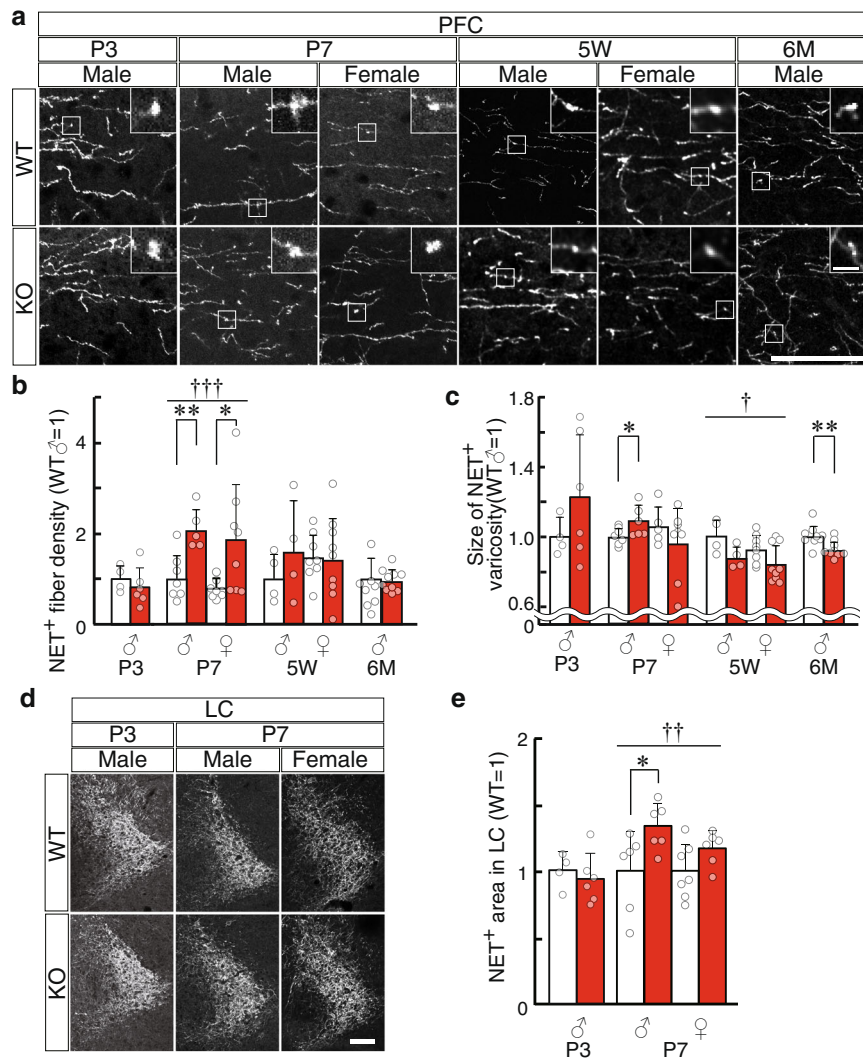 a
PFC
P3 P7 5W 6M
Male Male Female Male Female Male
WT
KO
b
NET⁺ fiber density (WT♂=1)
4
2
0
†††
** *
♂ ♂ ♀ ♂ ♀ ♂
P3 P7 5W 6M
c
Size of NET⁺
varicosity(WT♂=1)
1.8
1.4
1.0
0.6
0
* † **
♂ ♂ ♀ ♂ ♀ ♂
P3 P7 5W 6M
d
LC
P3 P7
Male Male Female
WT
KO
e
NET⁺ area in LC (WT=1)
2
1
0
††
*
♂ ♂ ♀
P3 P7